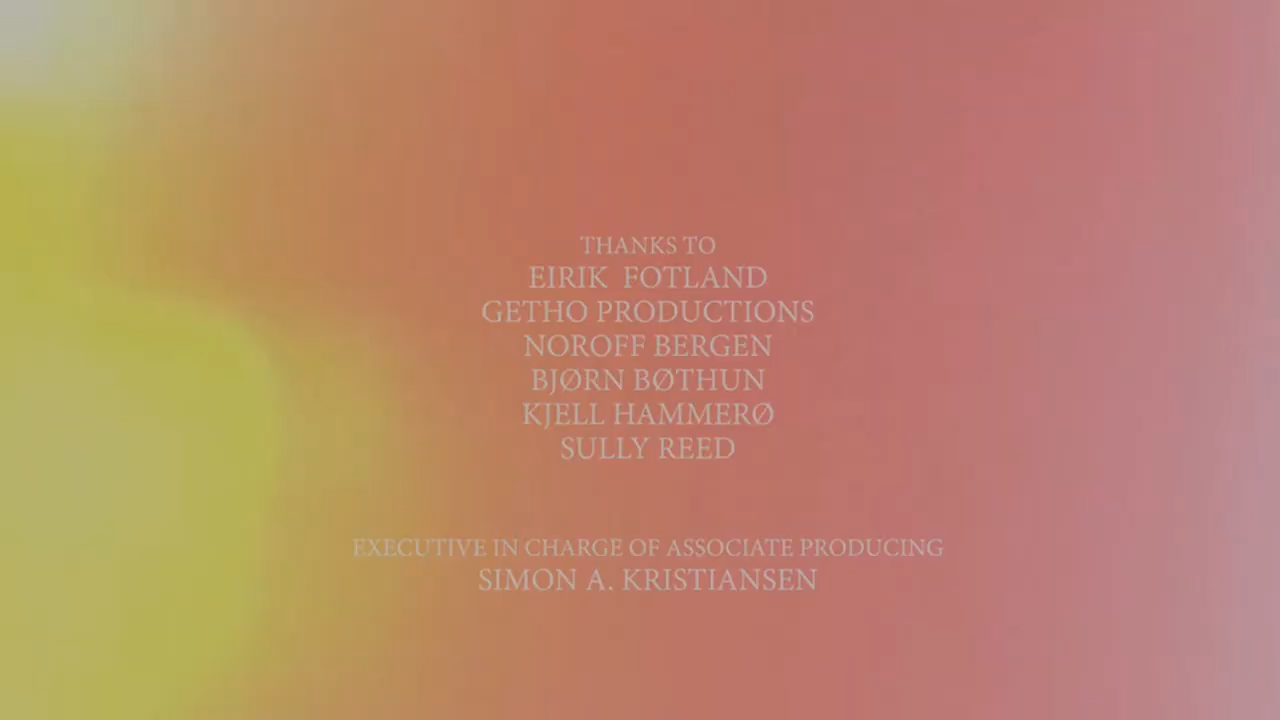 THANKS TO
EIRIK FOTLAND
GETHO PRODUCTIONS
NOROFF BERGEN
BJØRN BØTHUN
KJELL HAMMERØ
SULLY REED
EXECUTIVE IN CHARGE OF ASSOCIATE PRODUCING
SIMON A. KRISTIANSEN